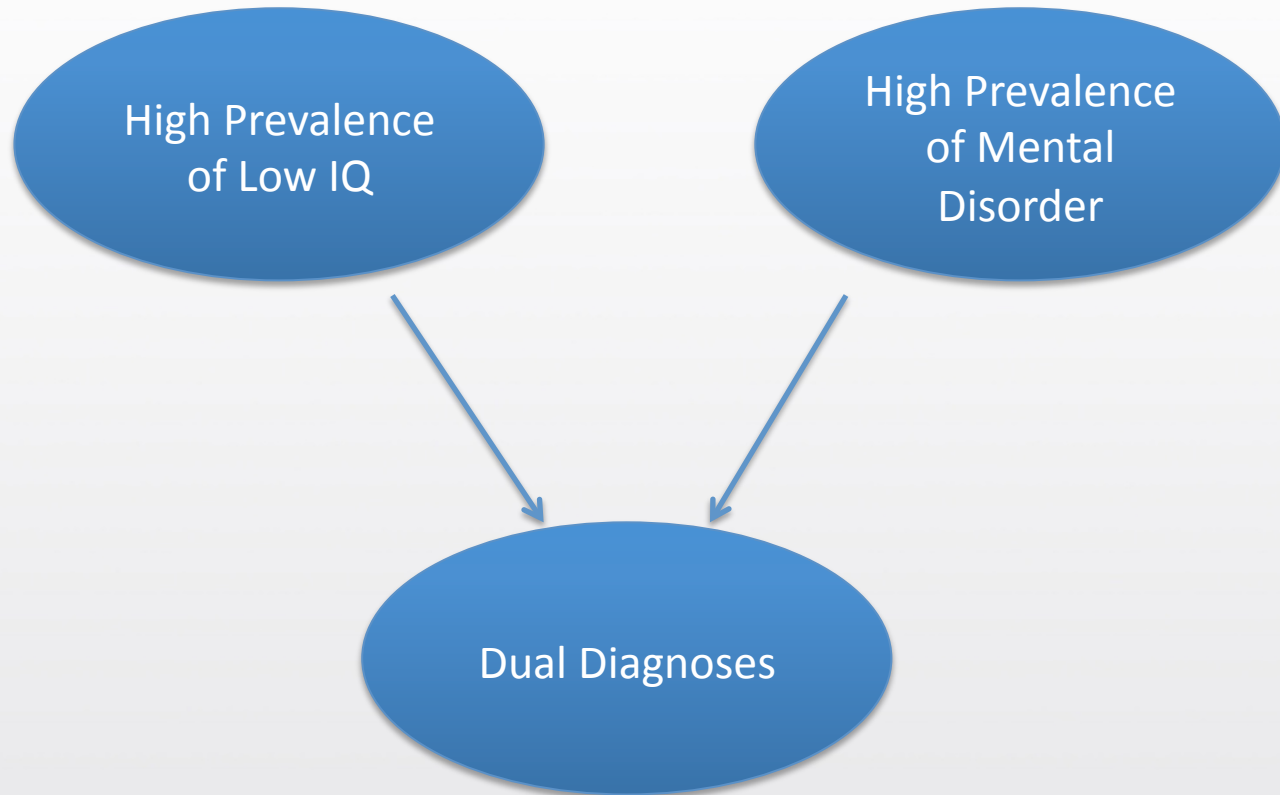 High Prevalence
of Low IQ
High Prevalence
of Mental
Disorder
Dual Diagnoses